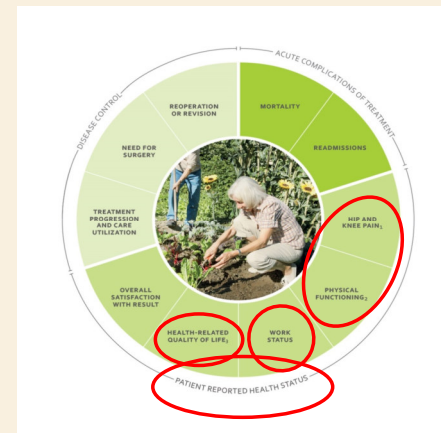 ACUTE COMPLICATIONS OF TREATMENT
MORTALITY
READMISSIONS
HIP AND
KNEE PAIN₁
PHYSICAL
FUNCTIONING₂
WORK
STATUS
HEALTH-RELATED
QUALITY OF LIFE₃
OVERALL
SATISFACTION
WITH RESULT
PATIENT REPORTED HEALTH STATUS
TREATMENT
PROGRESSION
AND CARE
UTILIZATION
NEED FOR
SURGERY
REOPERATION
OR REVISION
DISEASE CONTROL